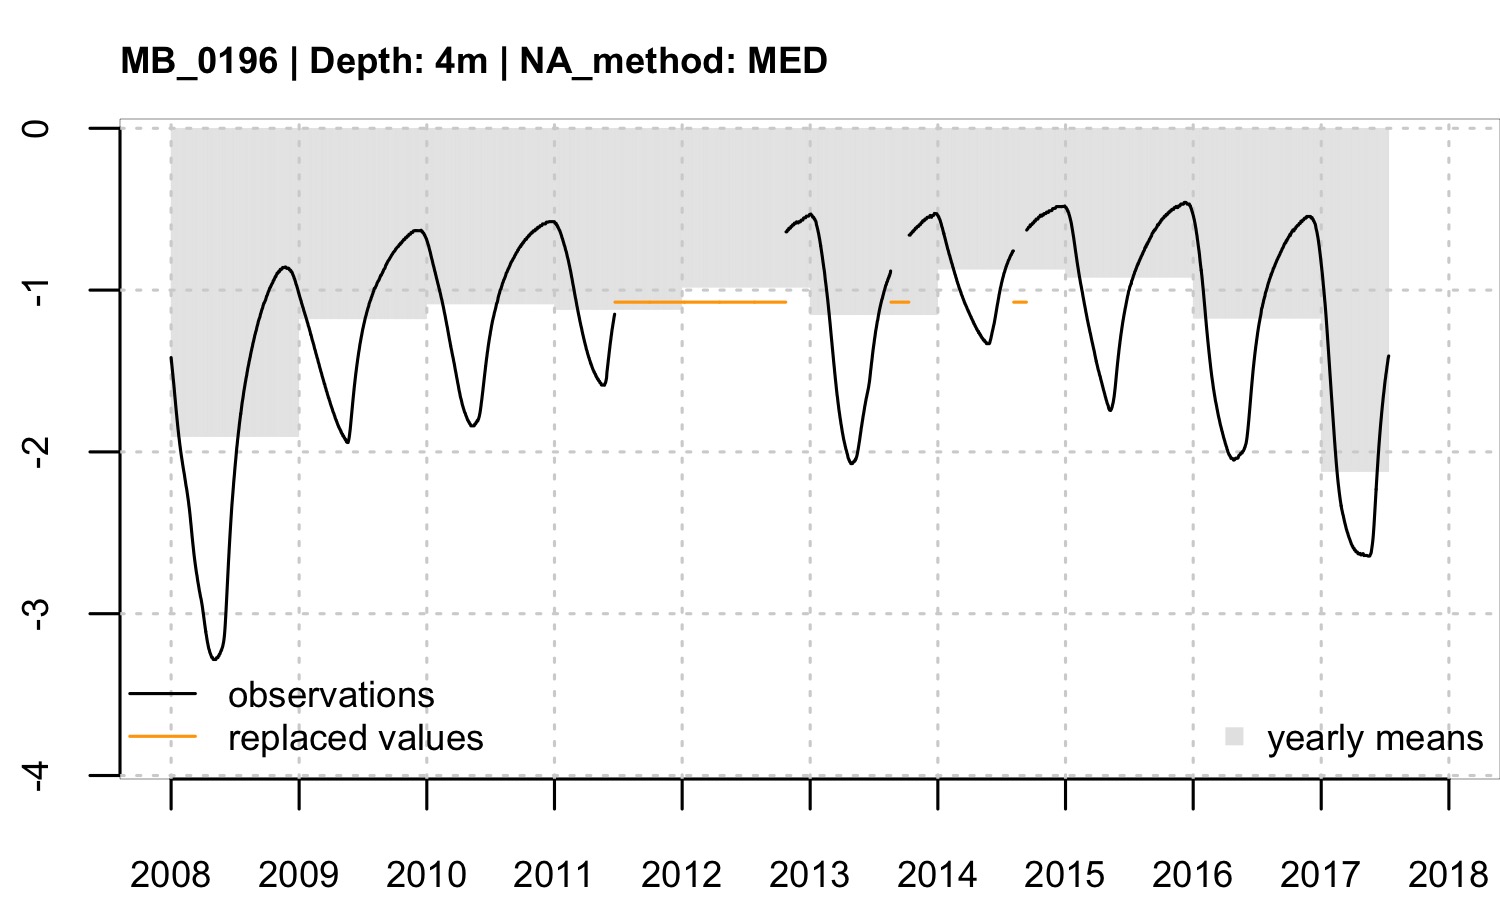 MB_0196 | Depth: 4m | NA_method: MED
0
-1
-2
-3
-4
observations
replaced values
yearly means
2008 2009 2010 2011 2012 2013 2014 2015 2016 2017 2018